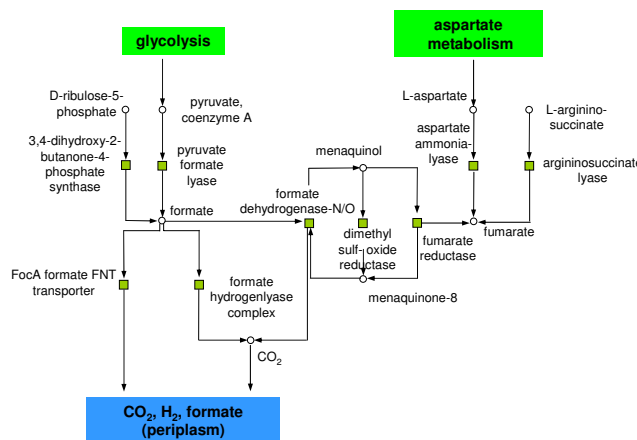 glycolysis
aspartate
metabolism
D-ribulose-5-
phosphate
pyruvate,
coenzyme A
L-aspartate
L-arginino-
succinate
3,4-dihydroxy-2-
butanone-4-
phosphate
synthase
pyruvate
formate
lyase
menaquinol
aspartate
ammonia-
lyase
argininosuccinate
lyase
formate
formate
dehydrogenase-N/O
dimethyl
sulf-oxide
reductase
fumarate
reductase
fumarate
FocA formate FNT
transporter
formate
hydrogenlyase
complex
menaquinone-8
CO₂
CO₂, H₂, formate
(periplasm)